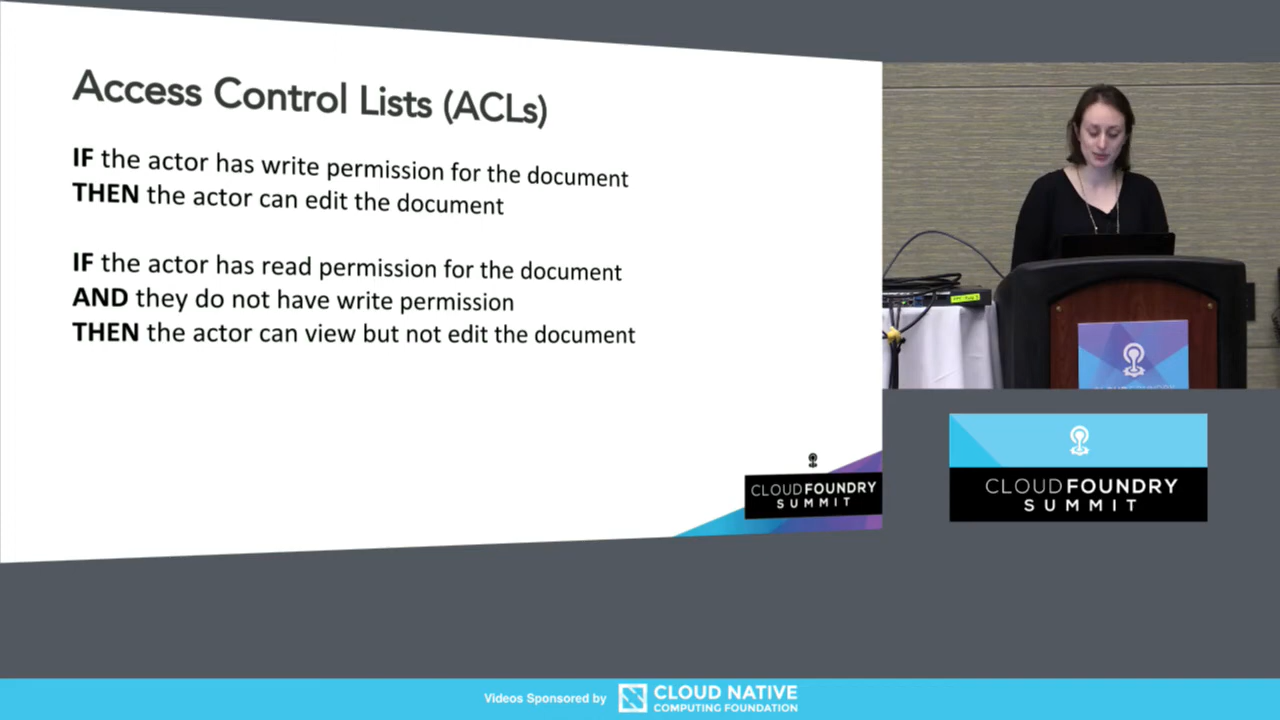 Access Control Lists (ACLs)
IF the actor has write permission for the document
THEN the actor can edit the document
IF the actor has read permission for the document
AND they do not have write permission
THEN the actor can view but not edit the document
CLOUD FOUNDRY
SUMMIT
CLOUD FOUNDRY
SUMMIT
Videos Sponsored by
CLOUD NATIVE
COMPUTING FOUNDATION